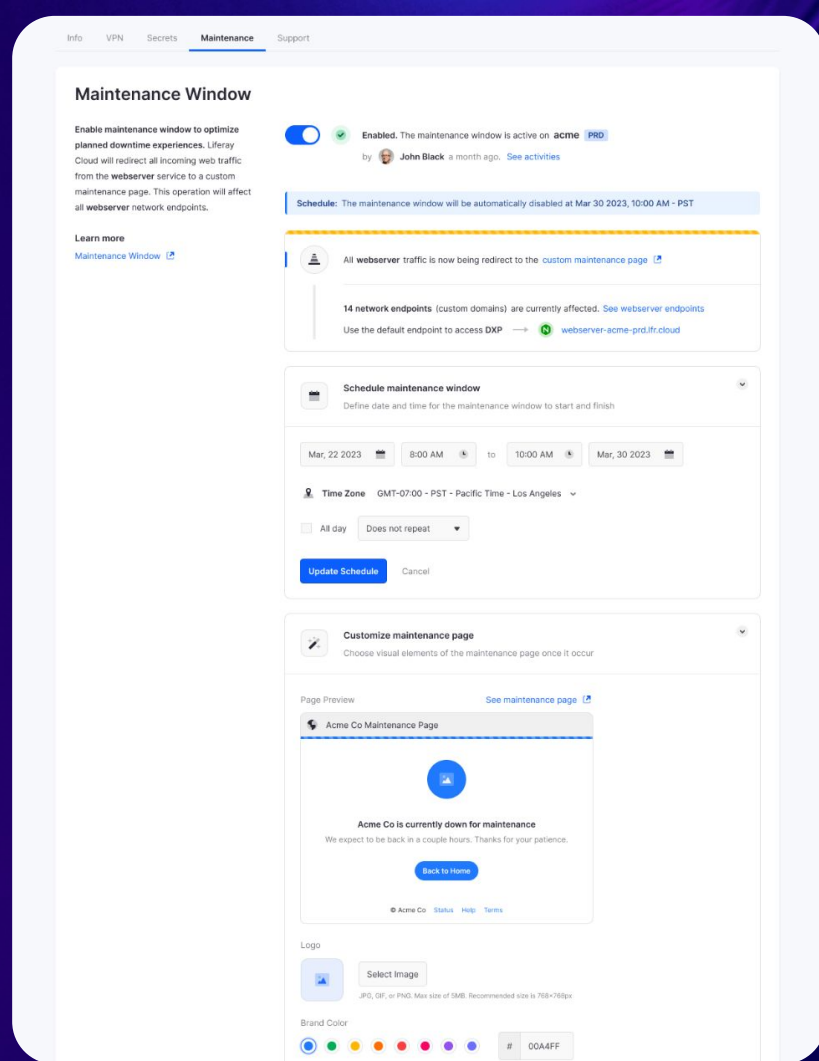 Info VPN Secrets Maintenance Support
Maintenance Window
Enable maintenance window to optimize
planned downtime experiences. Liferay
Cloud will redirect all incoming web traffic
from the webserver service to a custom
maintenance page. This operation will affect
all webserver network endpoints.
Learn more
Maintenance Window
Enabled. The maintenance window is active on acme PRD
by John Black a month ago. See activities
Schedule: The maintenance window will be automatically disabled at Mar 30 2023, 10:00 AM - PST
All webserver traffic is now being redirect to the custom maintenance page
14 network endpoints (custom domains) are currently affected. See webserver endpoints
Use the default endpoint to access DXP → N webserver-acme-prd.lfr.cloud
Schedule maintenance window
Define date and time for the maintenance window to start and finish
Mar, 22 2023 8:00 AM to 10:00 AM Mar, 30 2023
Time Zone GMT-07:00 - PST - Pacific Time - Los Angeles
All day Does not repeat
Update Schedule Cancel
Customize maintenance page
Choose visual elements of the maintenance page once it occur
Page Preview See maintenance page
Acme Co Maintenance Page
Acme Co is currently down for maintenance
We expect to be back in a couple hours. Thanks for your patience.
Back to Home
© Acme Co Status Help Terms
Logo
Select Image
JPG, GIF, or PNG. Max size of 5MB. Recommended size is 768×768px
Brand Color
# 00A4FF